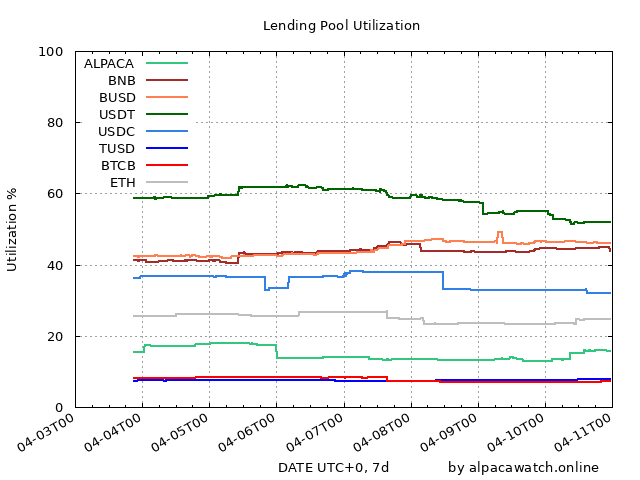 Lending Pool Utilization
100
80
60
40
20
0
Utilization %
ALPACA
BNB
BUSD
USDT
USDC
TUSD
BTCB
ETH
04-03T00
04-04T00
04-05T00
04-06T00
04-07T00
04-08T00
04-09T00
04-10T00
04-11T00
DATE UTC+0, 7d
by alpacawatch.online